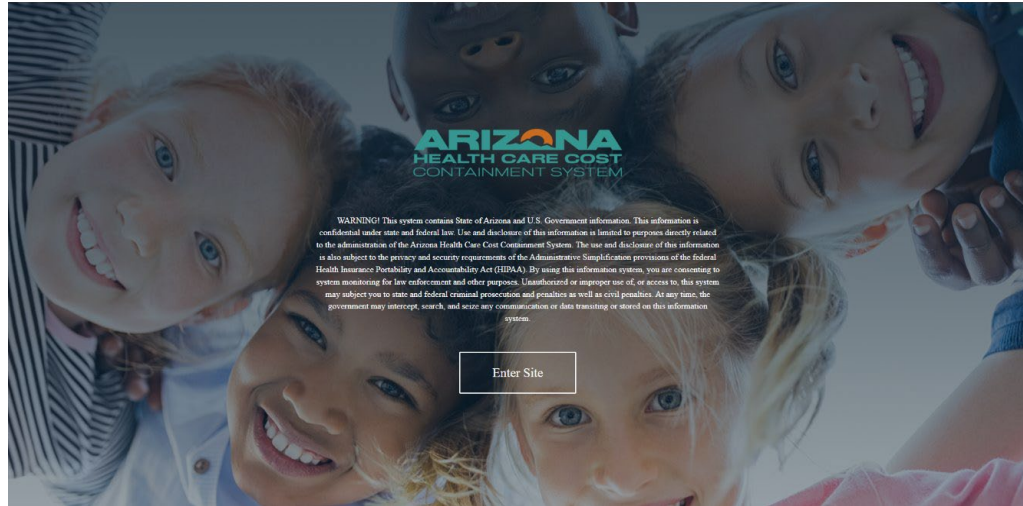 ARIZONA
HEALTH CARE COST
CONTAINMENT SYSTEM
WARNING! This system contains State of Arizona and U.S. Government information. This information is
confidential under state and federal law. Use and disclosure of this information is limited to purposes directly related
to the administration of the Arizona Health Care Cost Containment System. The use and disclosure of this information
is also subject to the privacy and security requirements of the Administrative Simplification provisions of the federal
Health Insurance Portability and Accountability Act (HIPAA). By using this information system, you are consenting to
system monitoring for law enforcement and other purposes. Unauthorized or improper use of, or access to, this system
may subject you to state and federal criminal prosecution and penalties as well as civil penalties. At any time, the
government may intercept, search, and seize any communication or data transiting or stored on this information
system.
Enter Site